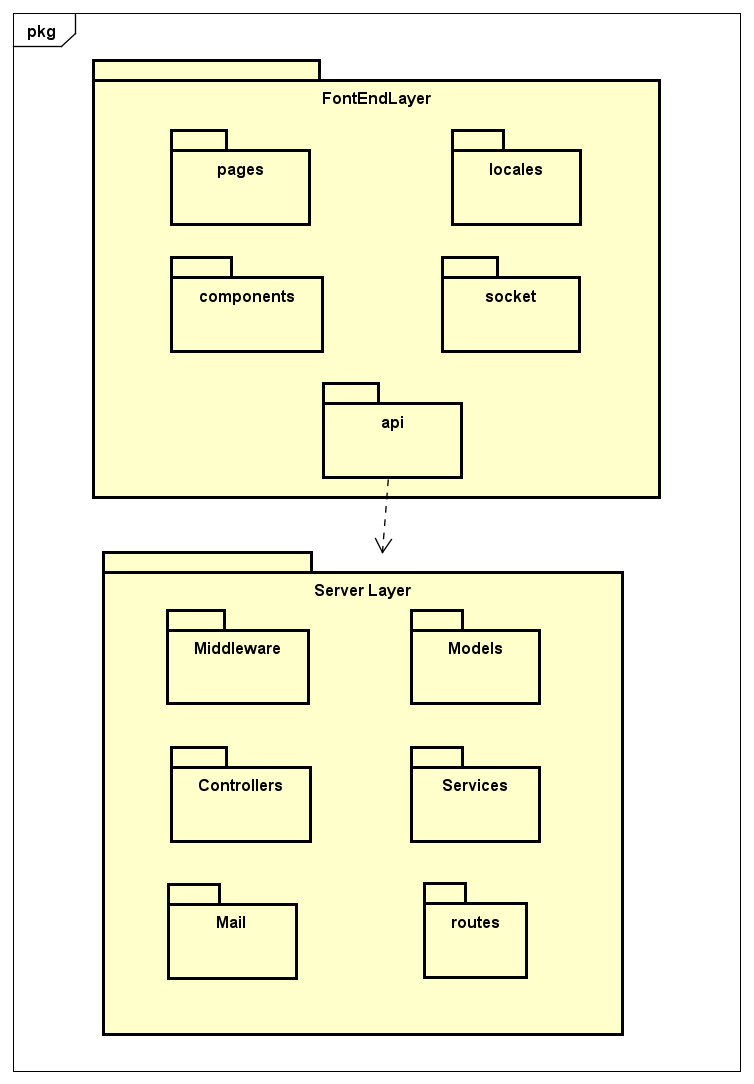 pkg
FontEndLayer
pages
locales
components
socket
api
Server Layer
Middleware
Models
Controllers
Services
Mail
routes